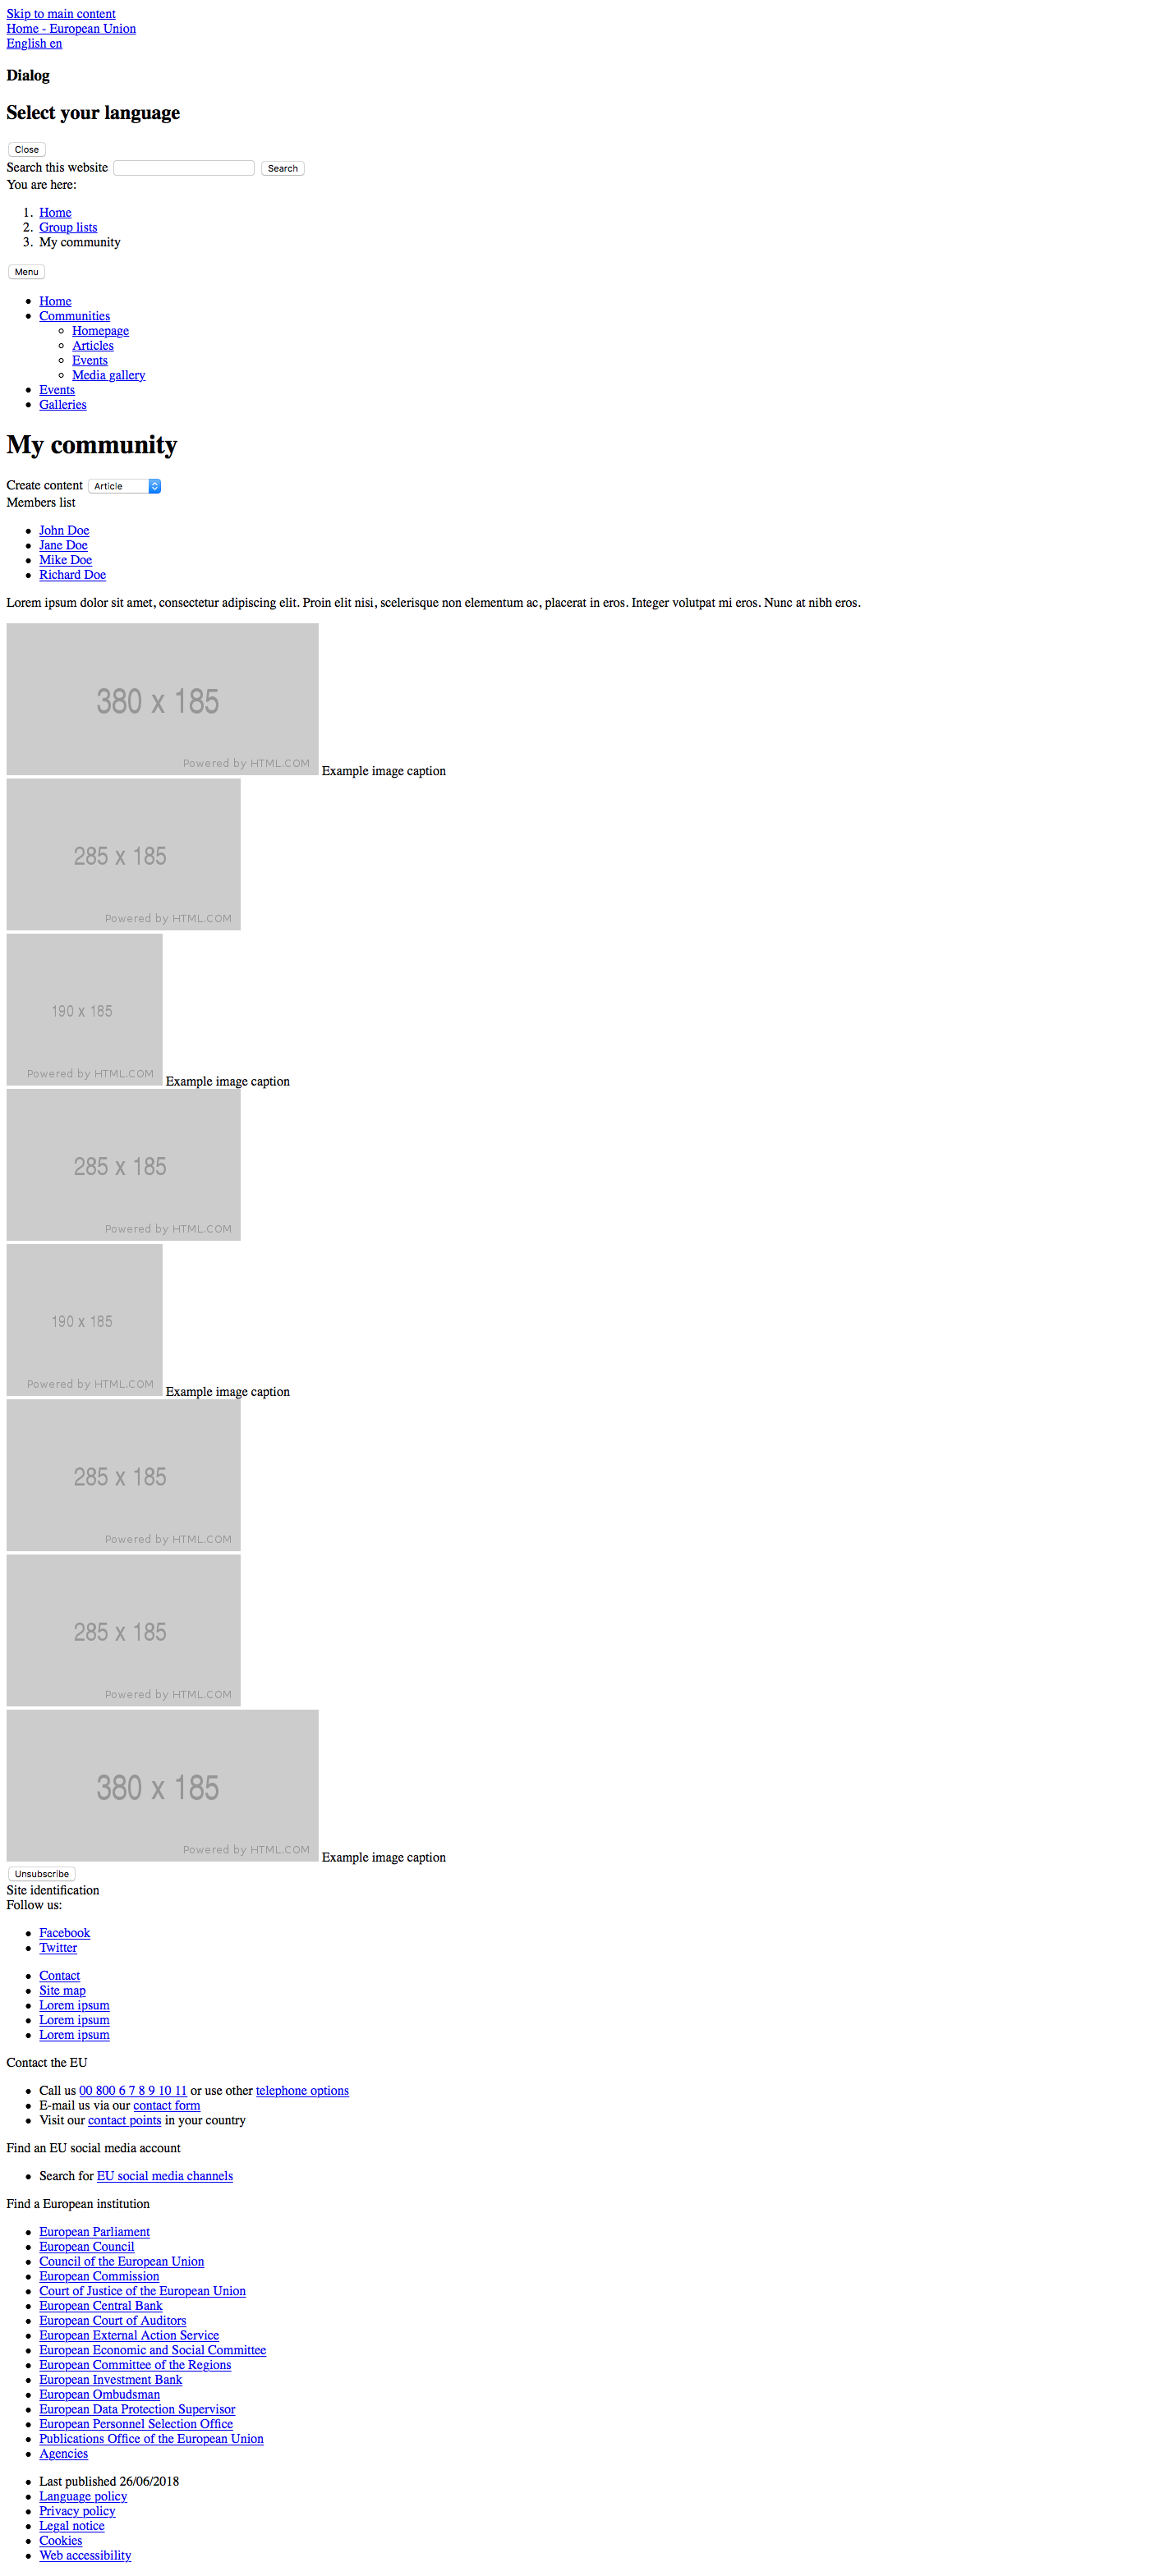 Skip to main content
Home - European Union
English en
Dialog
Select your language
Close
Search this website Search
You are here:
1. Home
2. Group lists
3. My community
Menu
Home
Communities
Homepage
Articles
Events
Media gallery
Events
Galleries
My community
Create content Article
Members list
John Doe
Jane Doe
Mike Doe
Richard Doe
Lorem ipsum dolor sit amet, consectetur adipiscing elit. Proin elit nisi, scelerisque non elementum ac, placerat in eros. Integer volutpat mi eros. Nunc at nibh eros.
380 x 185
Powered by HTML.COM
Example image caption
285 x 185
Powered by HTML.COM
190 x 185
Powered by HTML.COM
Example image caption
285 x 185
Powered by HTML.COM
190 x 185
Powered by HTML.COM
Example image caption
285 x 185
Powered by HTML.COM
285 x 185
Powered by HTML.COM
380 x 185
Powered by HTML.COM
Example image caption
Unsubscribe
Site identification
Follow us:
Facebook
Twitter
Contact
Site map
Lorem ipsum
Lorem ipsum
Lorem ipsum
Contact the EU
Call us 00 800 6 7 8 9 10 11 or use other telephone options
E-mail us via our contact form
Visit our contact points in your country
Find an EU social media account
Search for EU social media channels
Find a European institution
European Parliament
European Council
Council of the European Union
European Commission
Court of Justice of the European Union
European Central Bank
European Court of Auditors
European External Action Service
European Economic and Social Committee
European Committee of the Regions
European Investment Bank
European Ombudsman
European Data Protection Supervisor
European Personnel Selection Office
Publications Office of the European Union
Agencies
Last published 26/06/2018
Language policy
Privacy policy
Legal notice
Cookies
Web accessibility